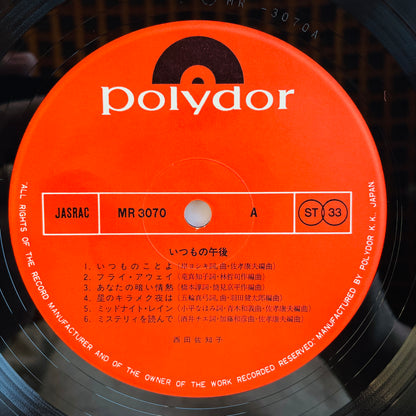 MR-3070A
polydor
JASRAC MR 3070 A ST 33
いつもの午後
1. いつものことよ
2. フライ・アウェイ
3. あなたの暗い情熱
4. 星のキラメク夜は
5. ミッドナイト・レイン
6. ミステリィを読んで
西田佐知子
"ALL RIGHTS OF THE RECORD MANUFACTURER AND OF THE OWNER OF THE WORK RECORDED RESERVED: MANUFACTURED BY POLYDOR K.K., JAPAN